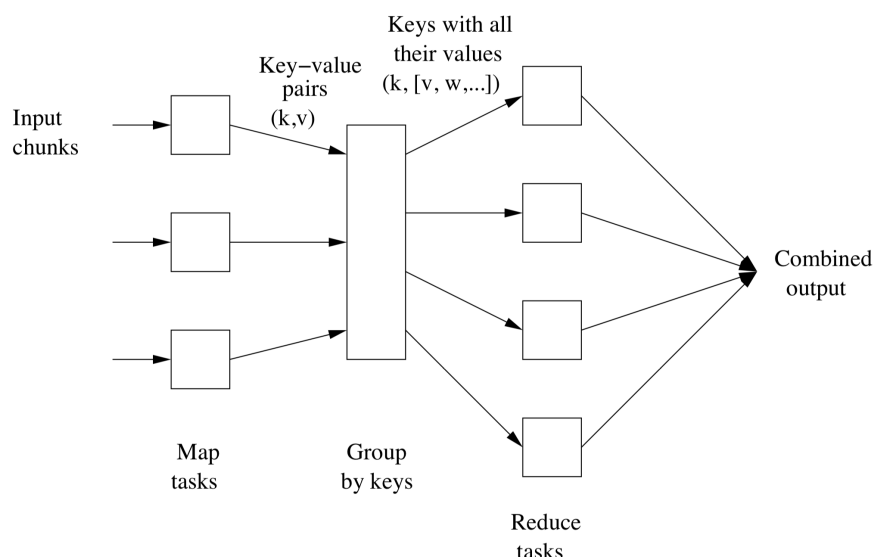 Keys with all
their values
(k, [v, w,...])
Key−value
pairs
(k,v)
Input
chunks
Combined
output
Map
tasks
Group
by keys
Reduce
tasks